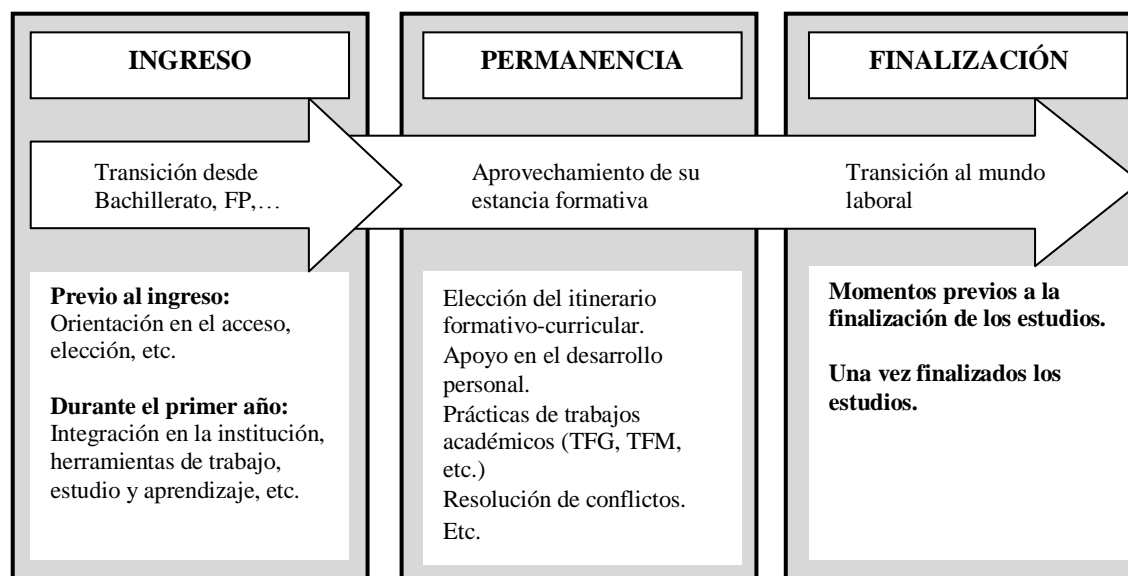 INGRESO
Transición desde
Bachillerato, FP,…
Previo al ingreso:
Orientación en el acceso,
elección, etc.
Durante el primer año:
Integración en la institución,
herramientas de trabajo,
estudio y aprendizaje, etc.
PERMANENCIA
Aprovechamiento de su
estancia formativa
Elección del itinerario
formativo-curricular.
Apoyo en el desarrollo
personal.
Prácticas de trabajos
académicos (TFG, TFM,
etc.)
Resolución de conflictos.
Etc.
FINALIZACIÓN
Transición al mundo
laboral
Momentos previos a la
finalización de los estudios.
Una vez finalizados los
estudios.